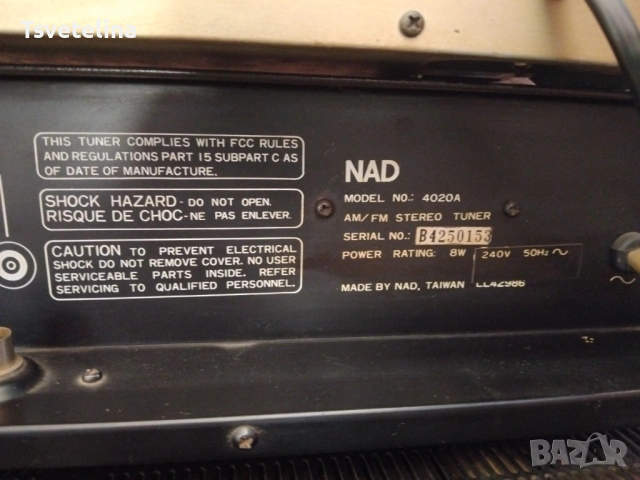 1sveteline
THIS TUNER COMPLIES WITH FCC RULES
AND REGULATIONS PART 15 SUBPART C AS
OF DATE OF MANUFACTURE.
SHOCK HAZARD - DO NOT OPEN.
RISQUE DE CHOC-NE PAS ENLEVER.
CAUTION TO PREVENT ELECTRICAL
SHOCK DO NOT REMOVE COVER. NO USER
SERVICEABLE PARTS INSIDE. REFER
SERVICING TO QUALIFIED PERSONNEL.
NAD
MODEL NO.: 4020A
AM/FM STEREO TUNER
SERIAL NO.: B4250153
POWER RATING: 8W 240V 50Hz
MADE BY NAD, TAIWAN LL42986
BAZAR